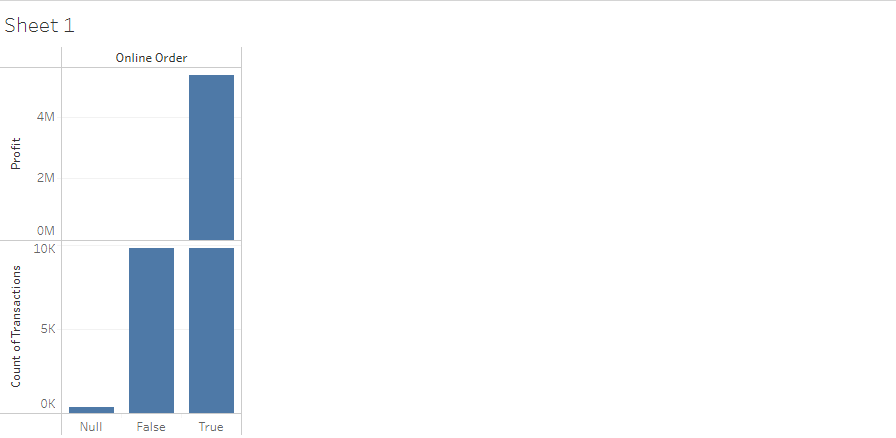 Sheet 1
Online Order
Profit
4M
2M
0M
Count of Transactions
10K
5K
0K
Null False True